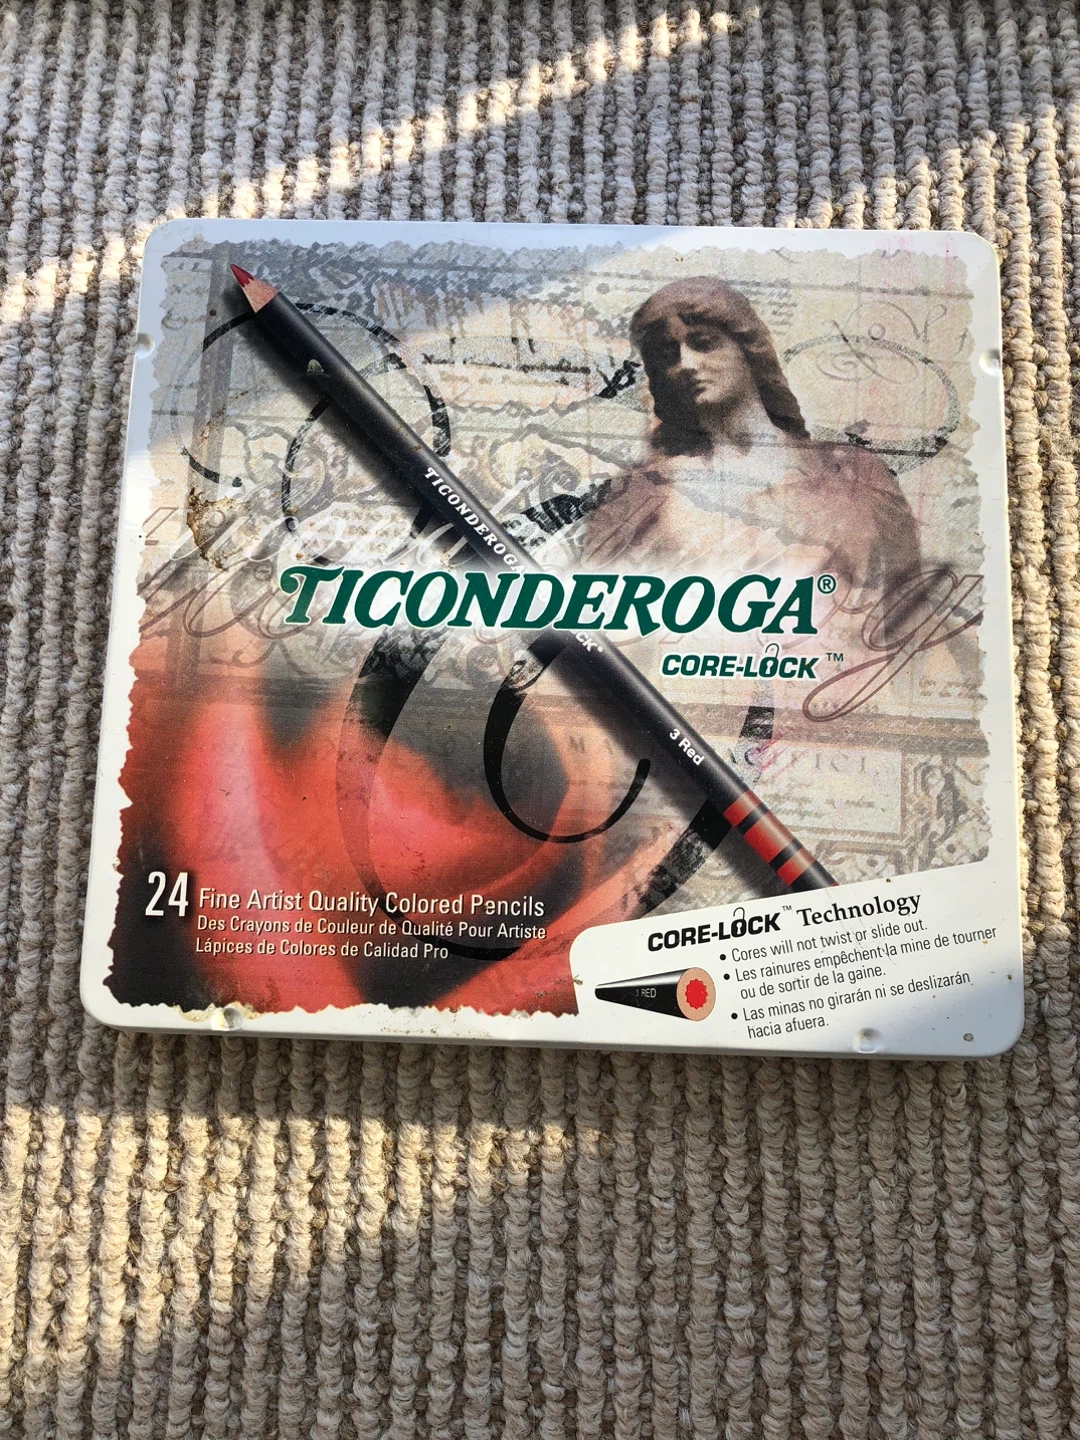 TICONDEROGA
TICONDEROGA®
CK®
CORE-LOCK™
3 Red
24 Fine Artist Quality Colored Pencils
Des Crayons de Couleur de Qualité Pour Artiste
Lápices de Colores de Calidad Pro
CORE-LOCK™ Technology
• Cores will not twist or slide out.
• Les rainures empêchent la mine de tourner
ou de sortir de la gaine.
• Las minas no girarán ni se deslizarán
hacia afuera.
3 RED